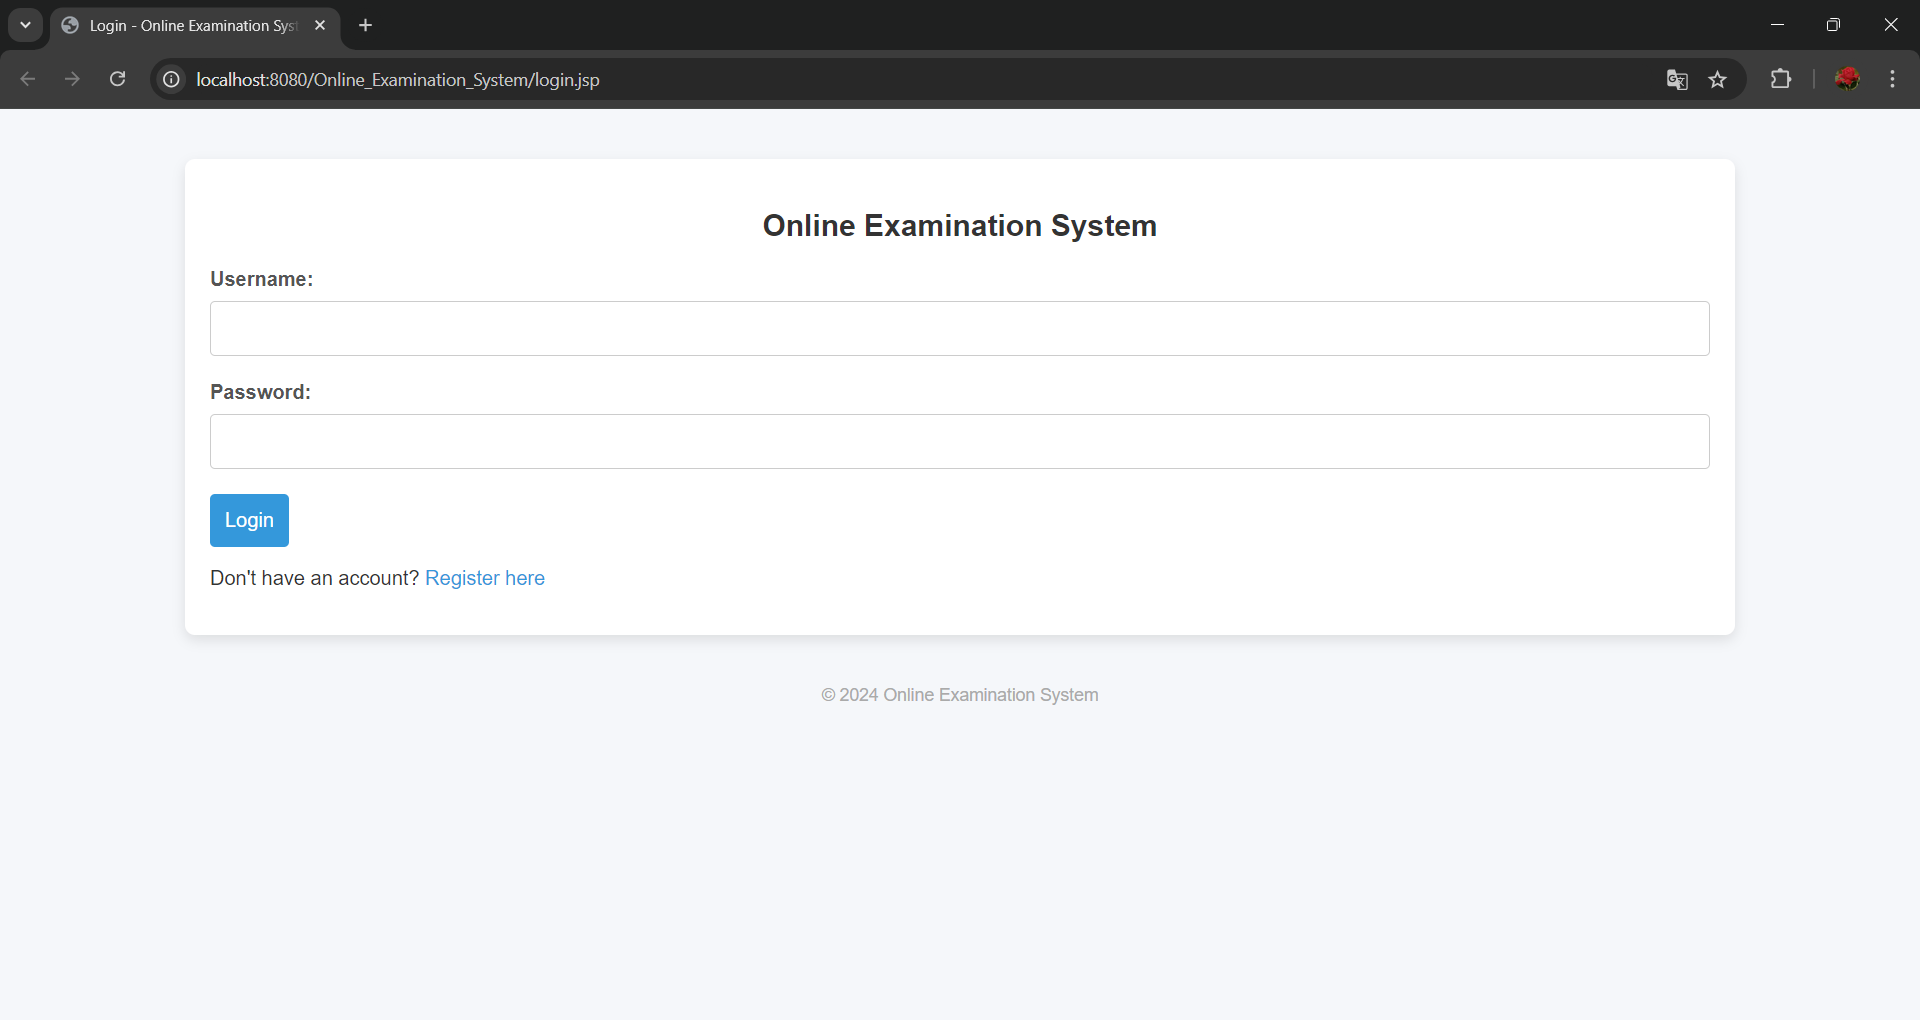 Login - Online Examination Syst
localhost:8080/Online_Examination_System/login.jsp
Online Examination System
Username:
Password:
Login
Don't have an account? Register here
© 2024 Online Examination System